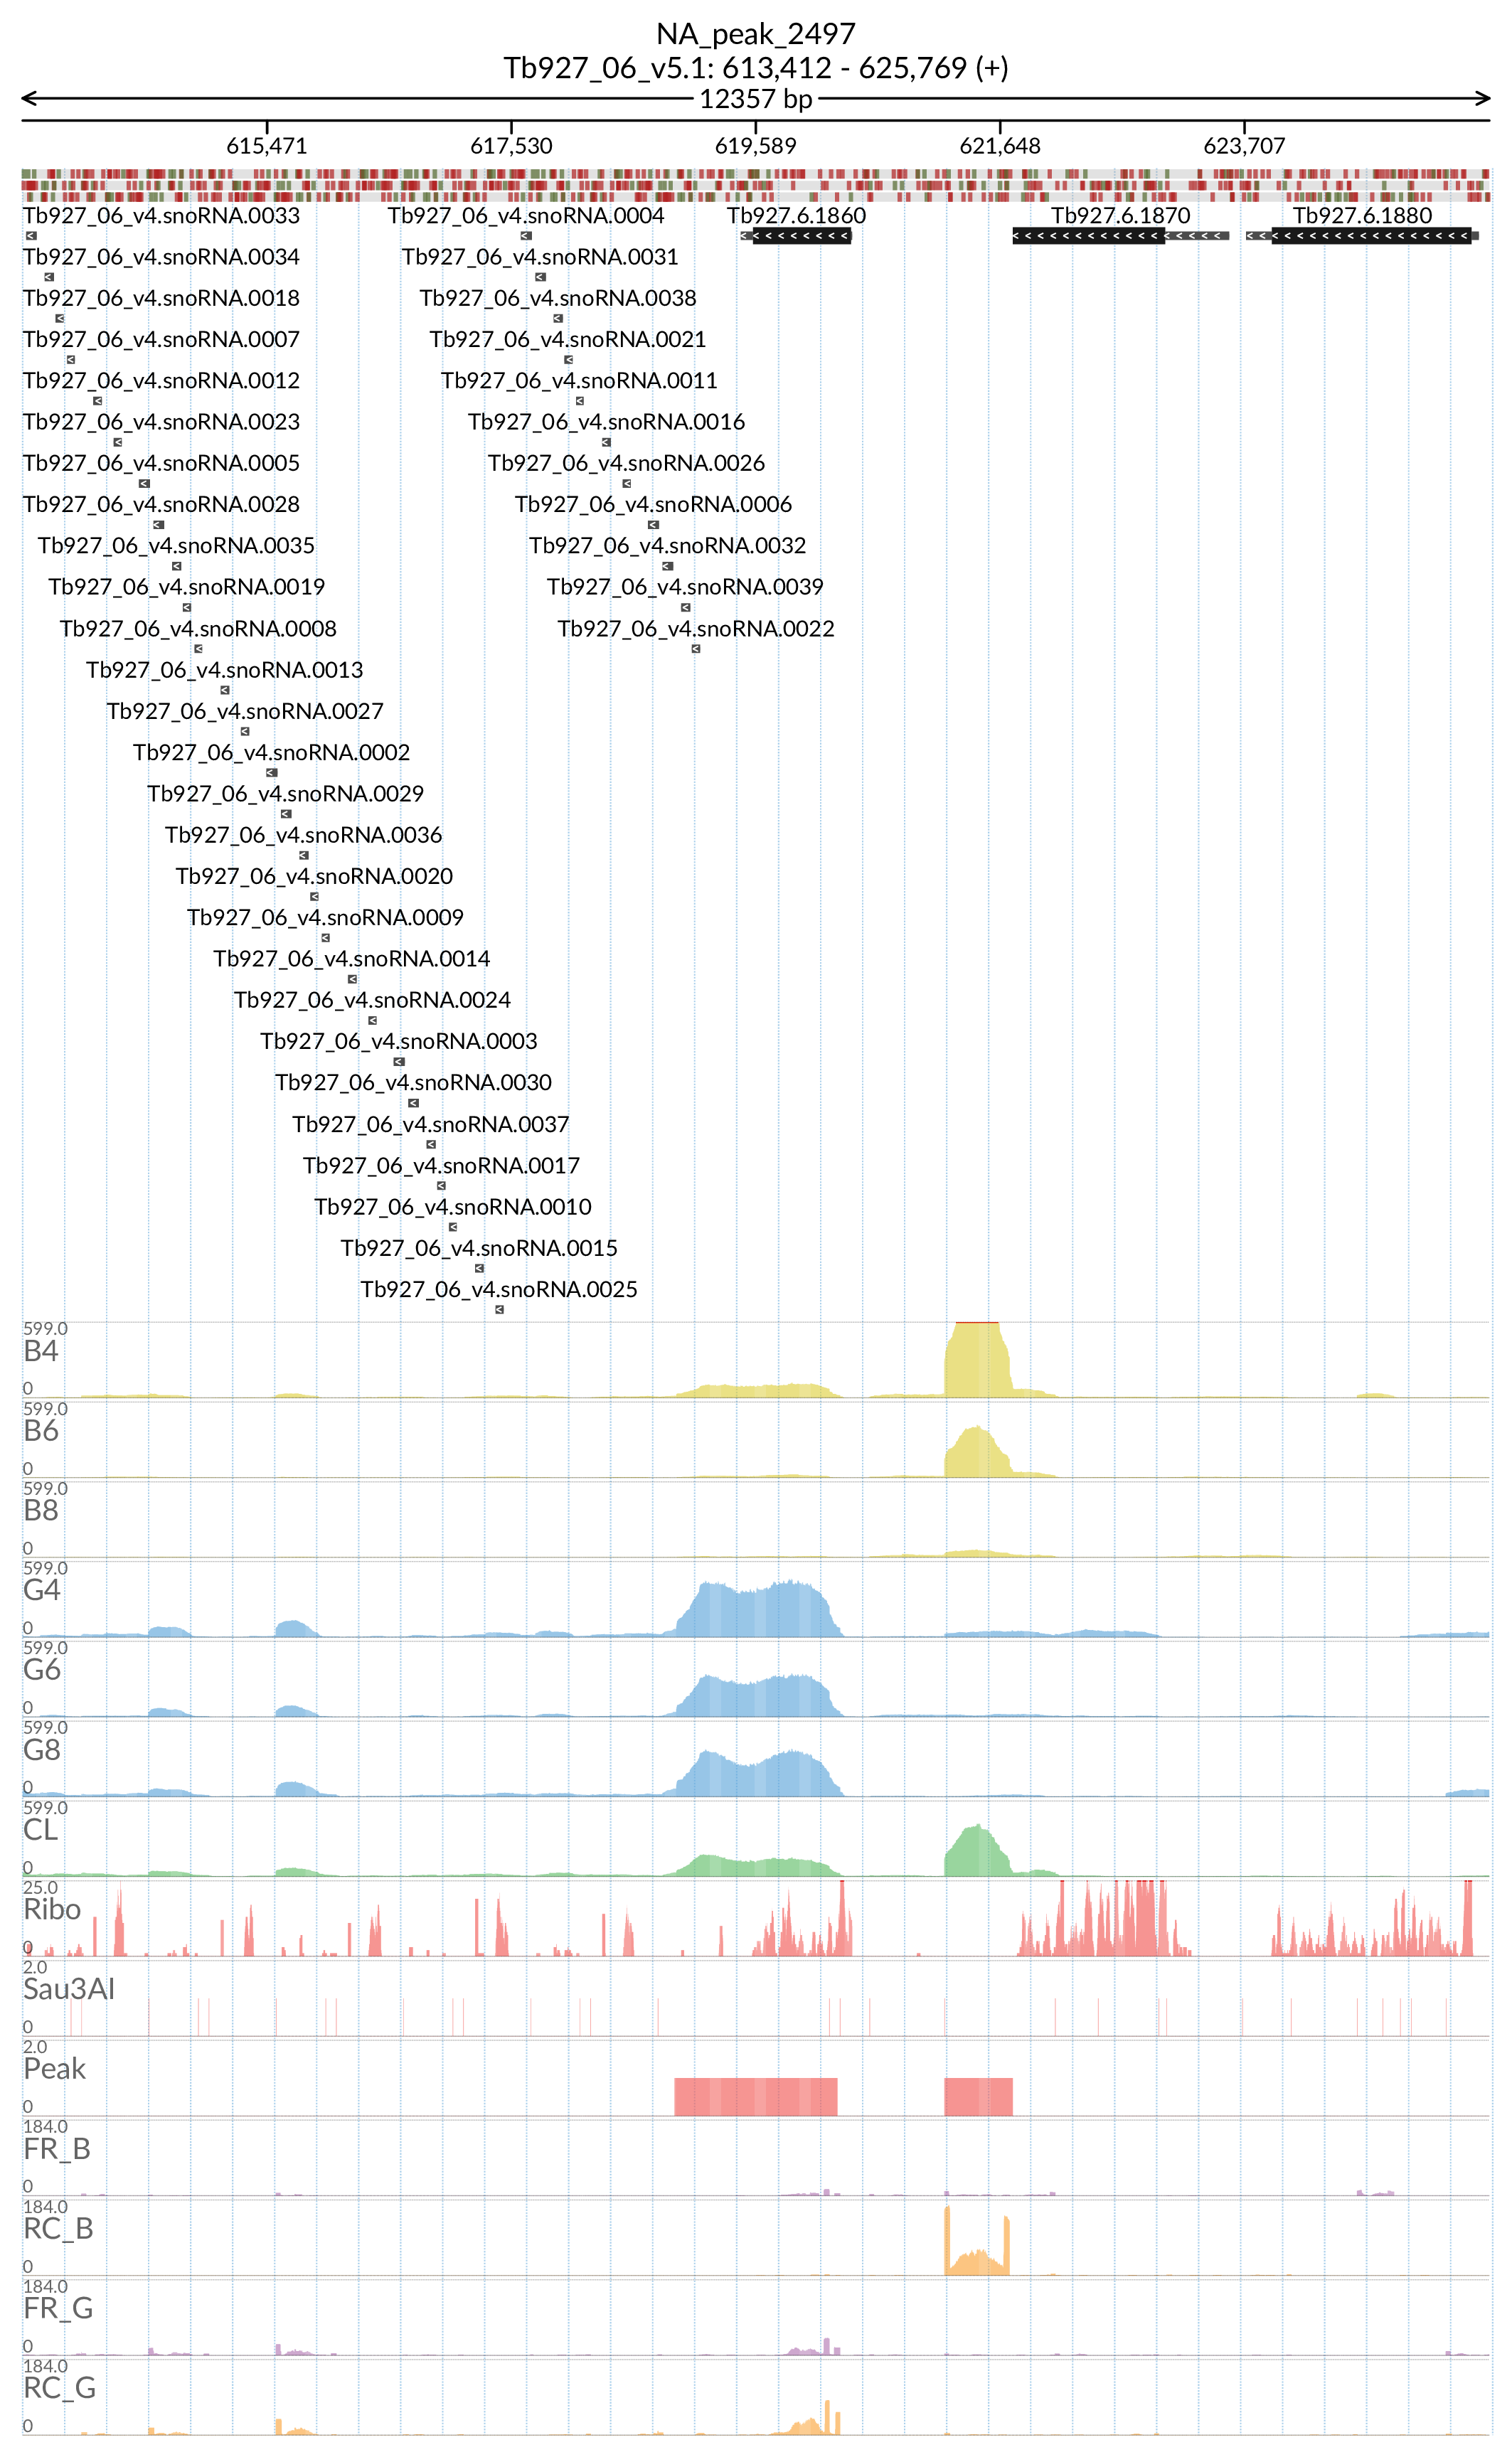 NA_peak_2497
Tb927_06_v5.1: 613,412 - 625,769 (+)
12357 bp
615,471 617,530 619,589 621,648 623,707
Tb927_06_v4.snoRNA.0033 Tb927_06_v4.snoRNA.0004 Tb927.6.1860 Tb927.6.1870 Tb927.6.1880
Tb927_06_v4.snoRNA.0034 Tb927_06_v4.snoRNA.0031
Tb927_06_v4.snoRNA.0018 Tb927_06_v4.snoRNA.0038
Tb927_06_v4.snoRNA.0007 Tb927_06_v4.snoRNA.0021
Tb927_06_v4.snoRNA.0012 Tb927_06_v4.snoRNA.0011
Tb927_06_v4.snoRNA.0023 Tb927_06_v4.snoRNA.0016
Tb927_06_v4.snoRNA.0005 Tb927_06_v4.snoRNA.0026
Tb927_06_v4.snoRNA.0028 Tb927_06_v4.snoRNA.0006
Tb927_06_v4.snoRNA.0035 Tb927_06_v4.snoRNA.0032
Tb927_06_v4.snoRNA.0019 Tb927_06_v4.snoRNA.0039
Tb927_06_v4.snoRNA.0008 Tb927_06_v4.snoRNA.0022
Tb927_06_v4.snoRNA.0013
Tb927_06_v4.snoRNA.0027
Tb927_06_v4.snoRNA.0002
Tb927_06_v4.snoRNA.0029
Tb927_06_v4.snoRNA.0036
Tb927_06_v4.snoRNA.0020
Tb927_06_v4.snoRNA.0009
Tb927_06_v4.snoRNA.0014
Tb927_06_v4.snoRNA.0024
Tb927_06_v4.snoRNA.0003
Tb927_06_v4.snoRNA.0030
Tb927_06_v4.snoRNA.0037
Tb927_06_v4.snoRNA.0017
Tb927_06_v4.snoRNA.0010
Tb927_06_v4.snoRNA.0015
Tb927_06_v4.snoRNA.0025
599.0
B4
0
599.0
B6
0
599.0
B8
0
599.0
G4
0
599.0
G6
0
599.0
G8
0
599.0
CL
0
25.0
Ribo
0
2.0
Sau3AI
0
2.0
Peak
0
184.0
FR_B
0
184.0
RC_B
0
184.0
FR_G
0
184.0
RC_G
0